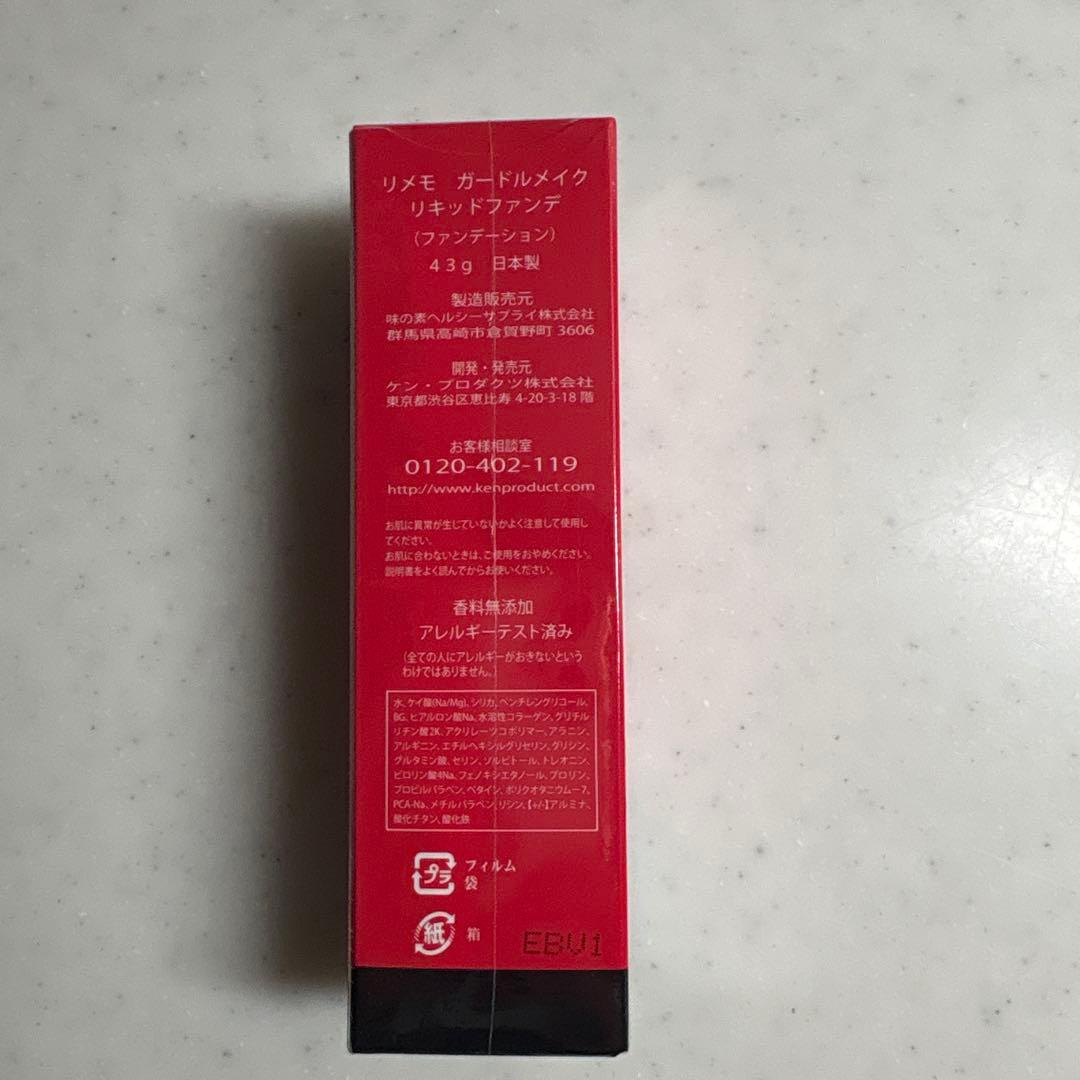 リメモ ガードルメイク
リキッドファンデ
(ファンデーション)
43g 日本製
製造販売元
味の素ヘルシーサプライ株式会社
群馬県高崎市倉賀野町 3606
開発・発売元
ケン・プロダクツ株式会社
東京都渋谷区恵比寿 4-20-3-18 階
お客様相談室
0120-402-119
http://www.kenproduct.com
お肌に異常が生じていないかよく注意して使用し
てください。
お肌に合わないときは、ご使用をおやめください。
説明書をよく読んでからお使いください。
香料無添加
アレルギーテスト済み
(全ての人にアレルギーがおきないという
わけではありません。)
水、ケイ酸(Na/Mg)、シリカ、ペンチレングリコール、
BG、ヒアルロン酸Na、水溶性コラーゲン、グリチル
リチン酸2K、アクリレーツコポリマー、アラニン、
アルギニン、エチルヘキシルグリセリン、グリシン、
グルタミン酸、セリン、ソルビトール、トレオニン、
ピロリン酸4Na、フェノキシエタノール、プロリン、
プロピルパラベン、ベタイン、ポリクオタニウムー7、
PCA-Na、メチルパラベン、リシン、【+/-】アルミナ、
酸化チタン、酸化鉄
プラ フィルム
袋
紙 箱
EBV1